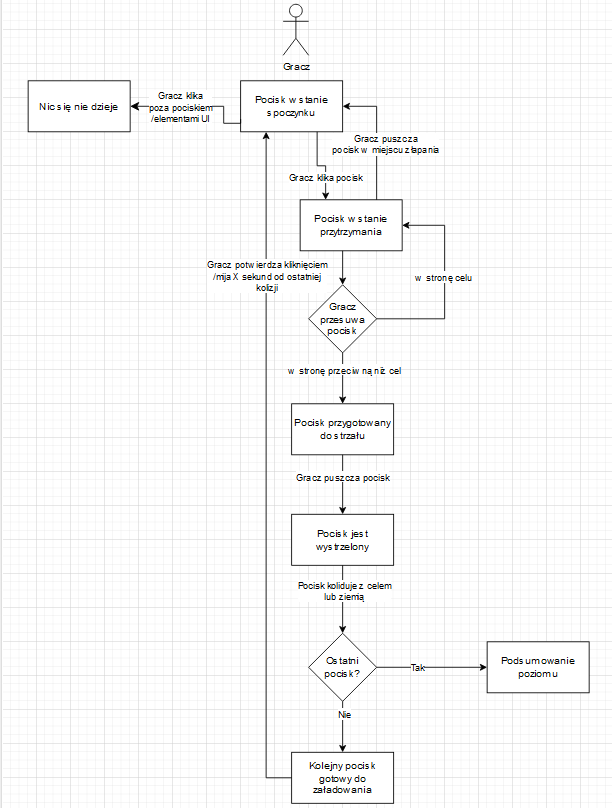 Gracz
Gracz klika
poza pociskiem
/elementami UI
Nic się nie dzieje
Pocisk w stanie
spoczynku
Gracz puszcza
pocisk w miejscu złapania
Gracz klika pocisk
Pocisk w stanie
przytrzymania
Gracz potwierdza kliknięciem
/mija X sekund od ostatniej
kolizji
w stronę celu
Gracz
przesuwa
pocisk
w stronę przeciwną niż cel
Pocisk przygotowany
do strzału
Gracz puszcza pocisk
Pocisk jest
wystrzelony
Pocisk koliduje z celem
lub ziemią
Ostatni
pocisk?
Tak
Podsumowanie
poziomu
Nie
Kolejny pocisk
gotowy do
załadowania